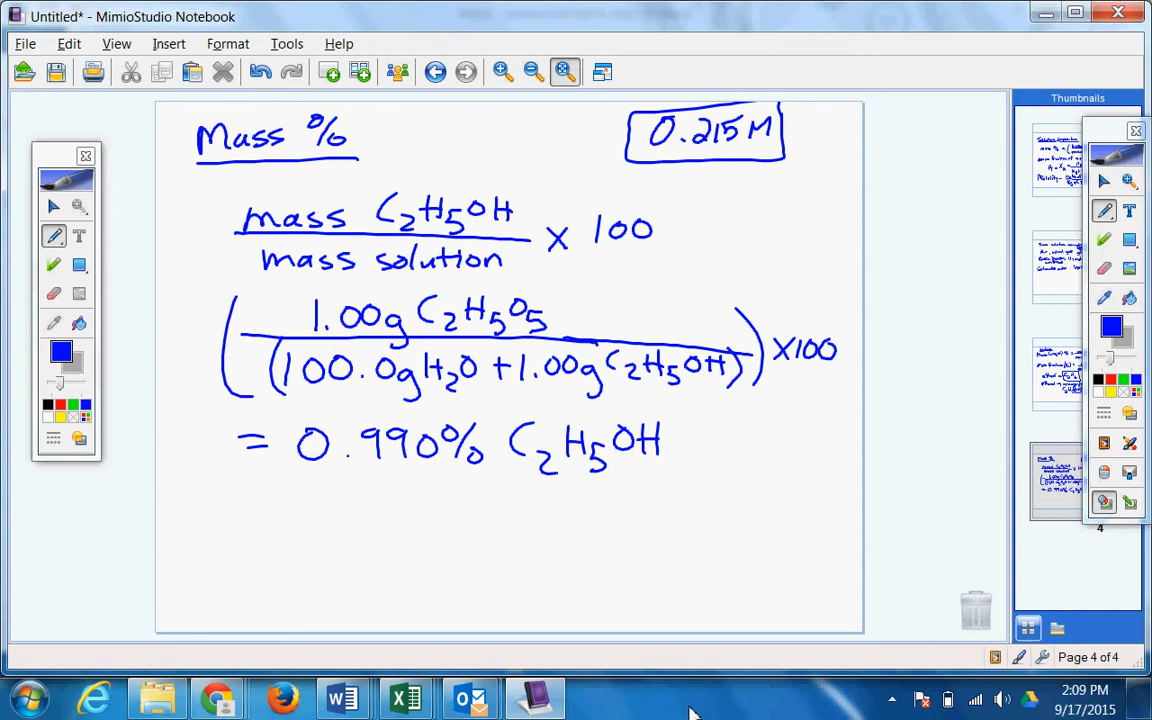 Untitled* - MimioStudio Notebook
File Edit View Insert Format Tools Help
Thumbnails
Mass %
0.215 M
mass C₂H₅OH
mass solution
x 100
1.00g C₂H₅O₅
(100.0g H₂O + 1.00g C₂H₅OH)
x100
= 0.990% C₂H₅OH
4
Page 4 of 4
2:09 PM
9/17/2015